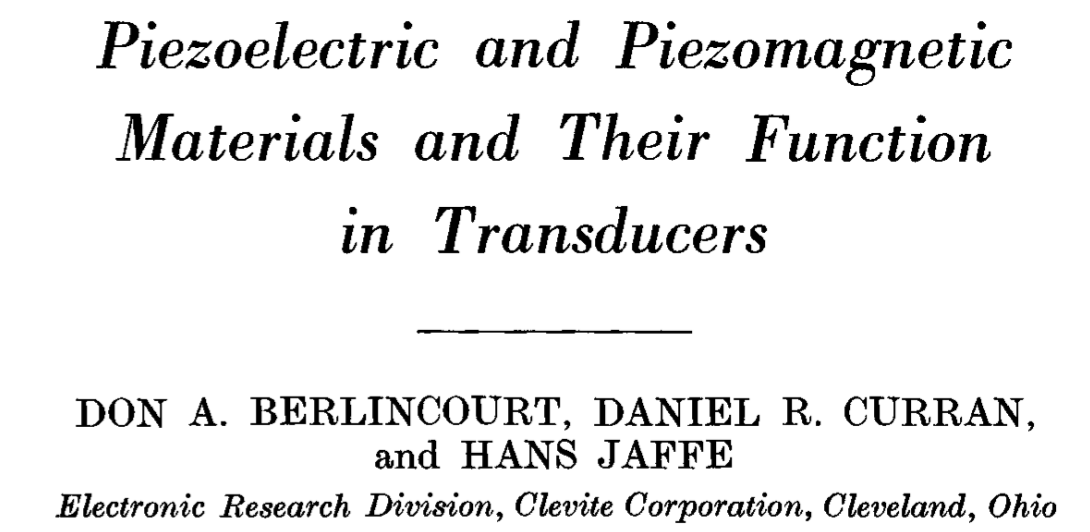 Piezoelectric and Piezomagnetic
Materials and Their Function
in Transducers
DON A. BERLINCOURT, DANIEL R. CURRAN,
and HANS JAFFE
Electronic Research Division, Clevite Corporation, Cleveland, Ohio